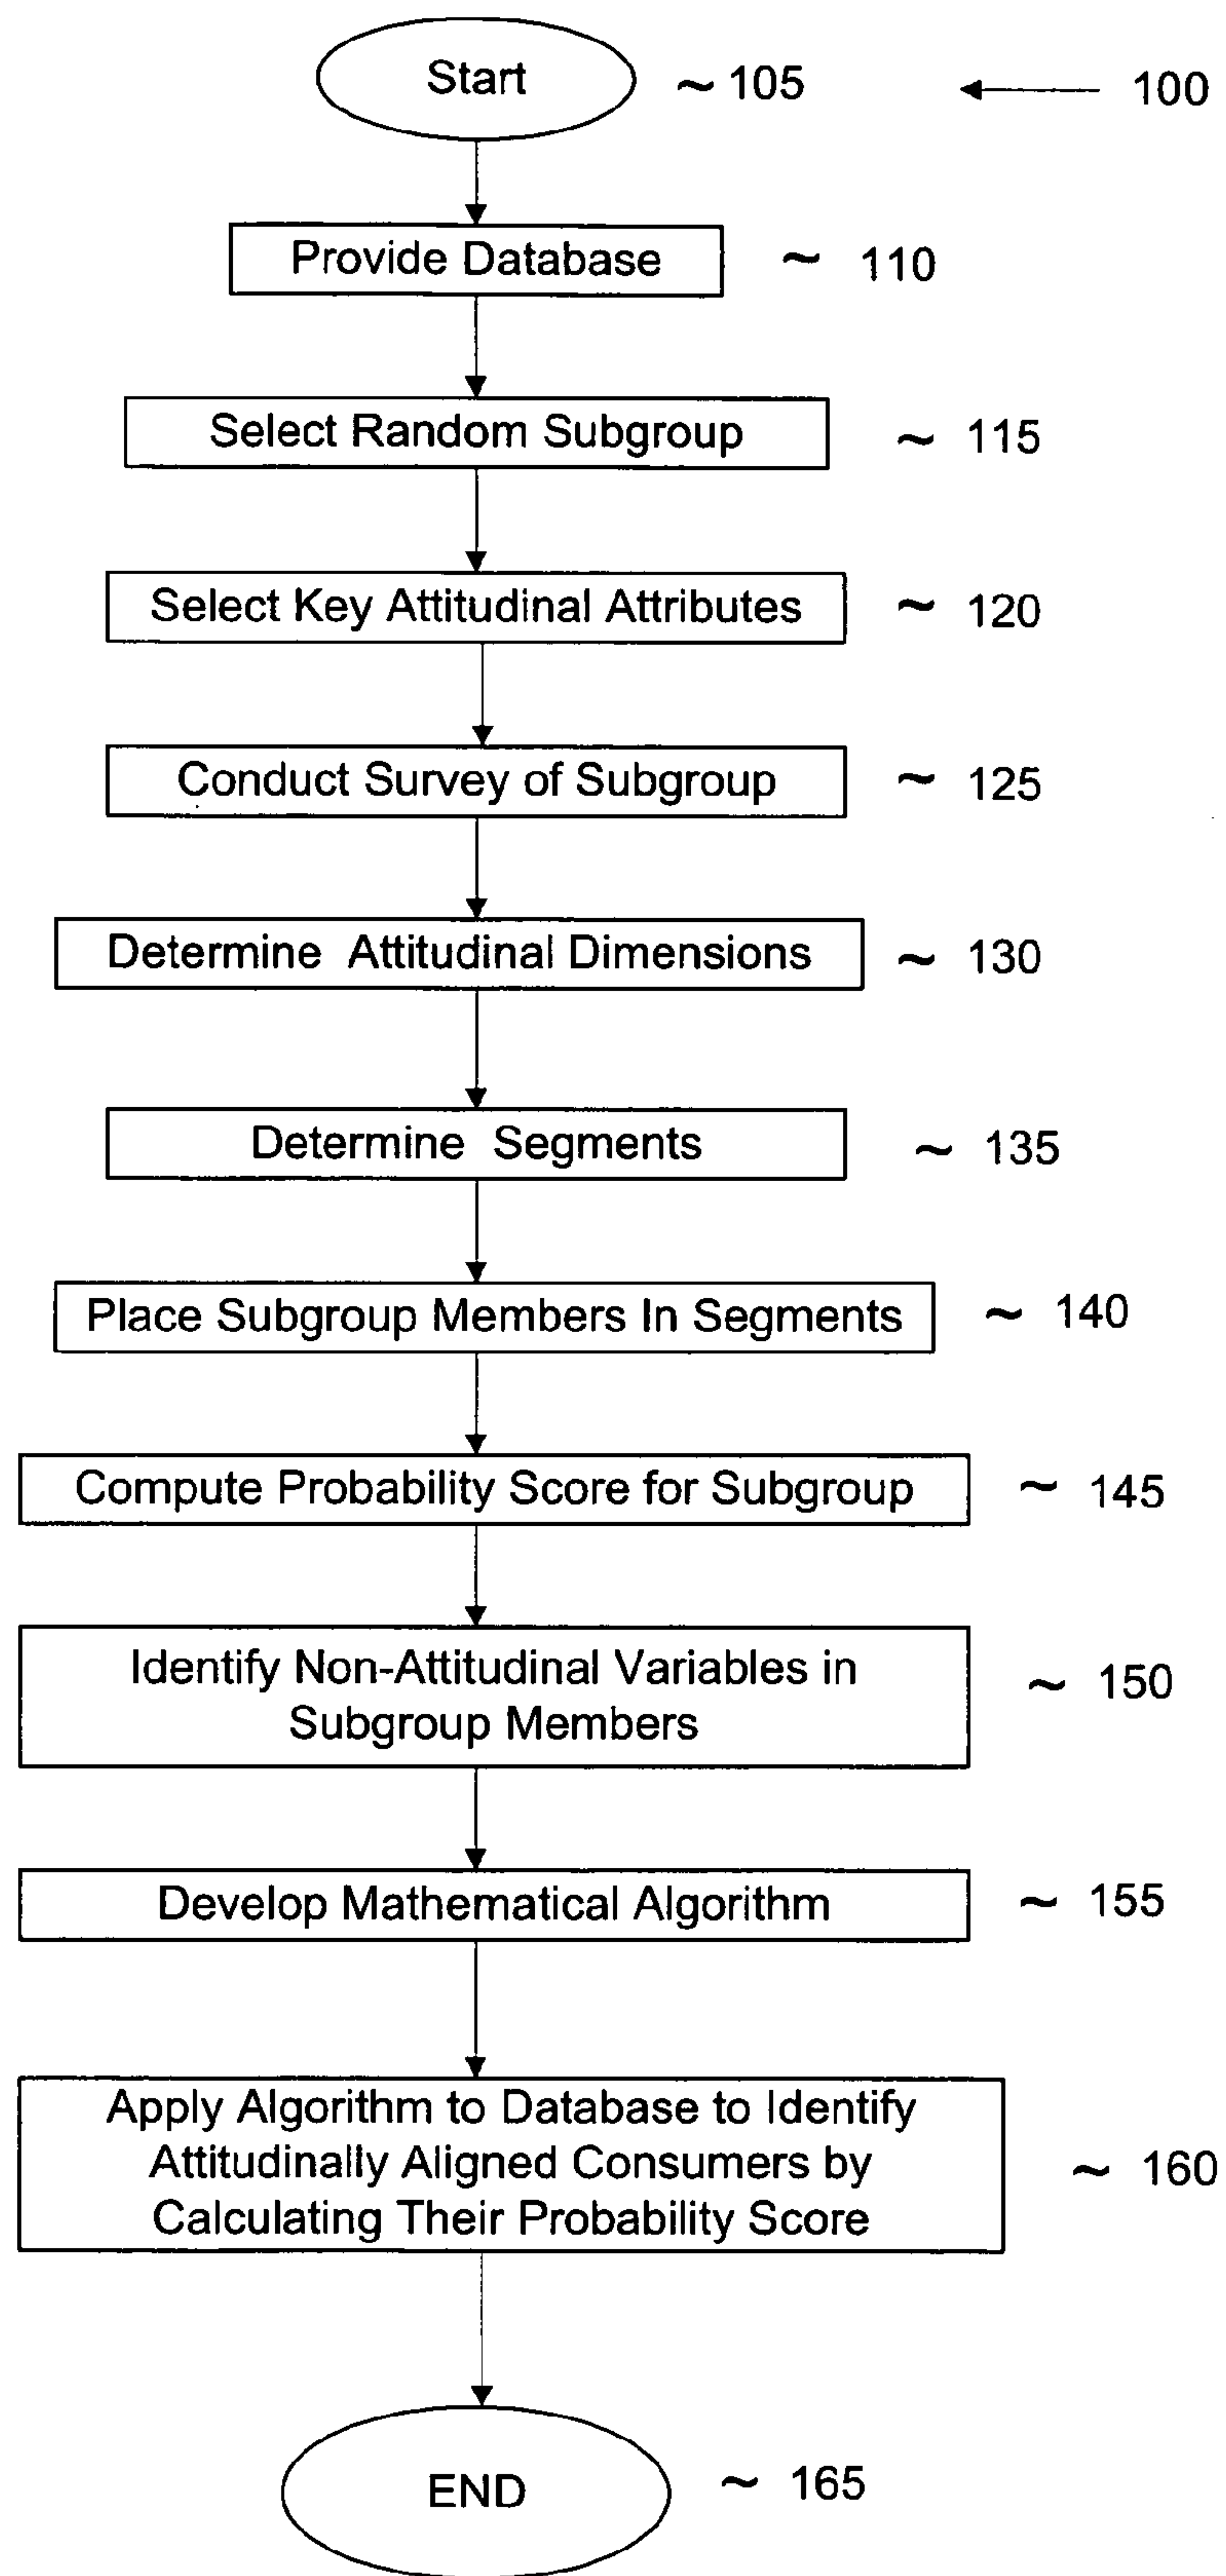 Start ~ 105 100
Provide Database ~ 110
Select Random Subgroup ~ 115
Select Key Attitudinal Attributes ~ 120
Conduct Survey of Subgroup ~ 125
Determine Attitudinal Dimensions ~ 130
Determine Segments ~ 135
Place Subgroup Members In Segments ~ 140
Compute Probability Score for Subgroup ~ 145
Identify Non-Attitudinal Variables in
Subgroup Members ~ 150
Develop Mathematical Algorithm ~ 155
Apply Algorithm to Database to Identify
Attitudinally Aligned Consumers by
Calculating Their Probability Score ~ 160
END ~ 165